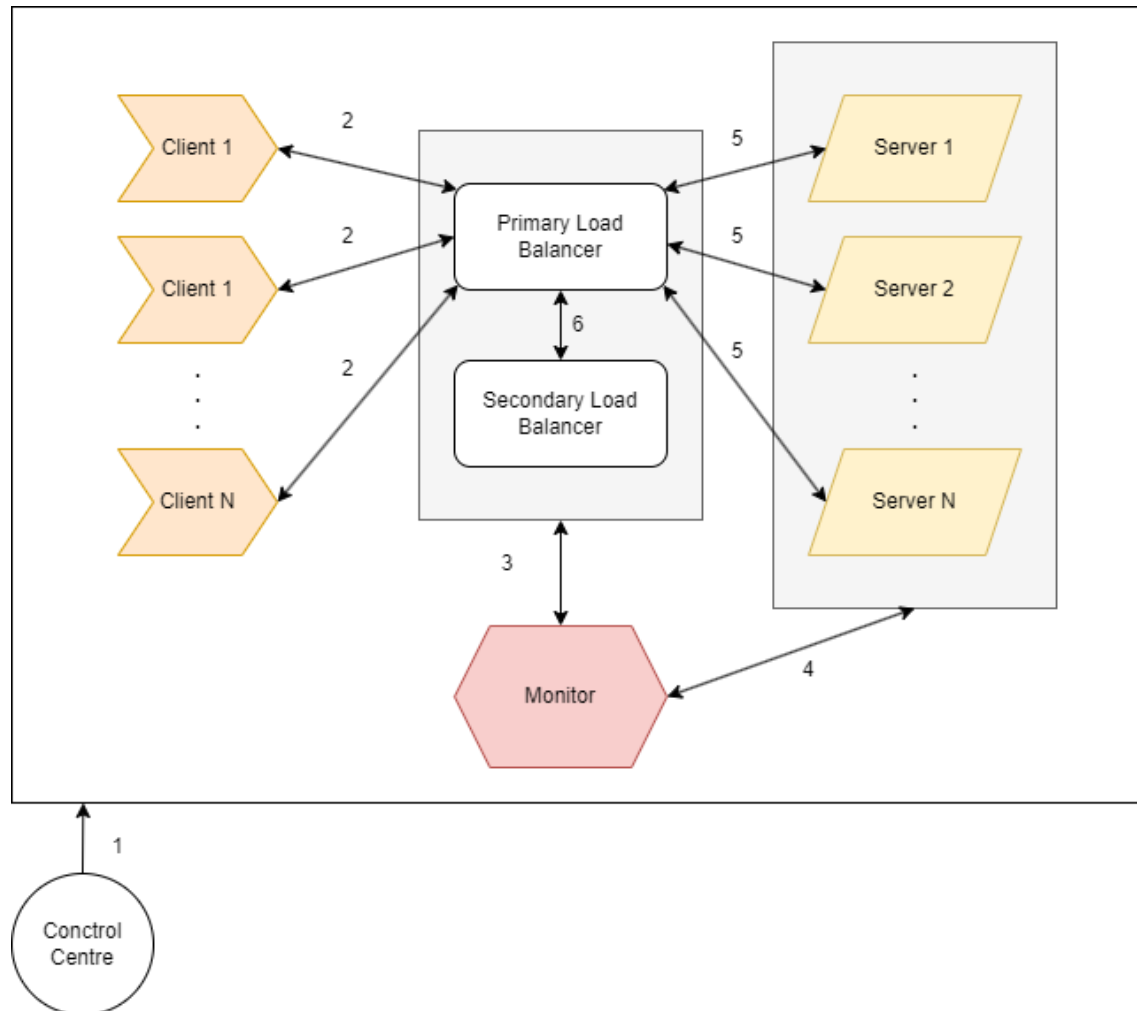 2
5
Client 1
Server 1
Primary Load
Balancer
2
5
Client 1
Server 2
6
2
5
.
.
.
.
.
.
Secondary Load
Balancer
Client N
Server N
3
4
Monitor
1
Conctrol
Centre